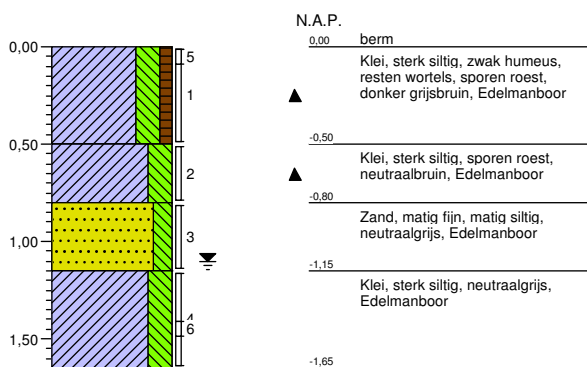 N.A.P.
0,00
5
1
0,50
2
3
1,00
4
6
1,50
0,00
berm
Klei, sterk siltig, zwak humeus,
resten wortels, sporen roest,
donker grijsbruin, Edelmanboor
-0,50
Klei, sterk siltig, sporen roest,
neutraalbruin, Edelmanboor
-0,80
Zand, matig fijn, matig siltig,
neutraalgrijs, Edelmanboor
-1,15
Klei, sterk siltig, neutraalgrijs,
Edelmanboor
-1,65